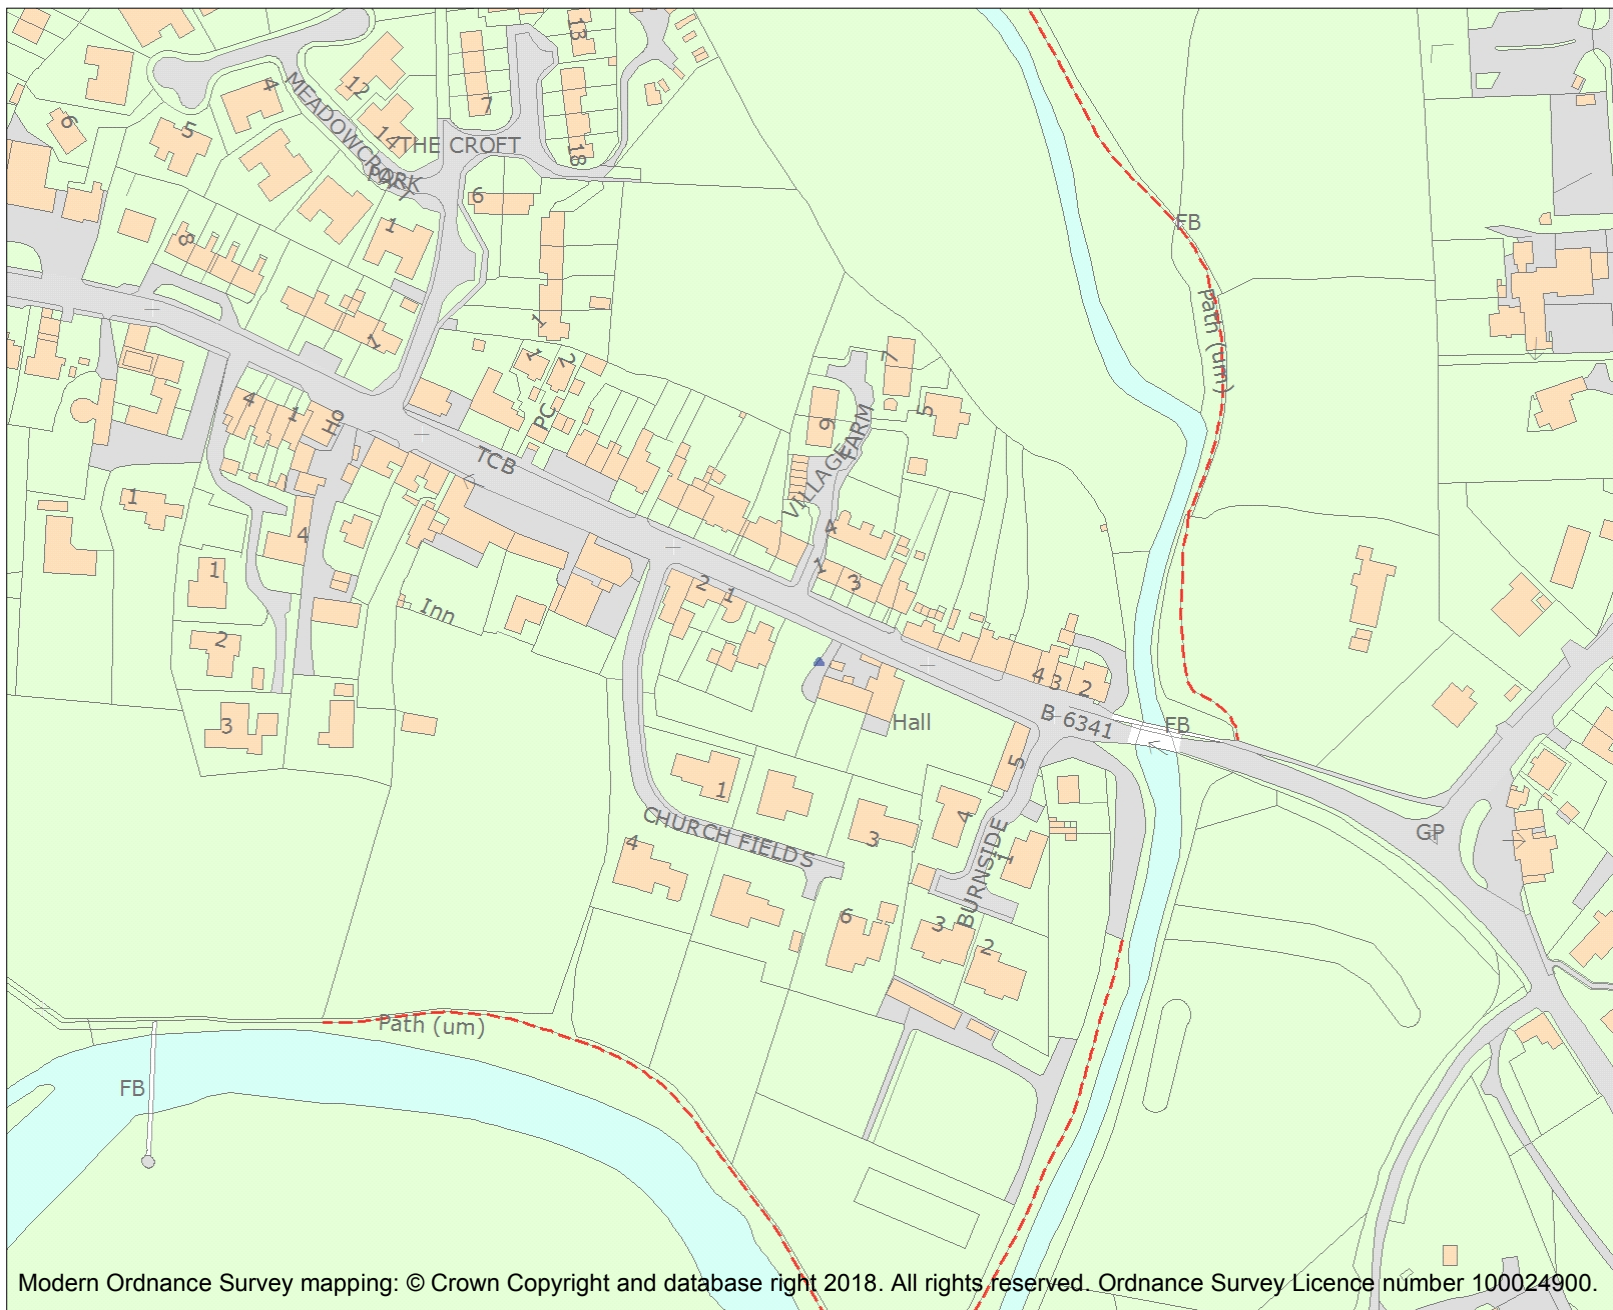 13
4
12
MEADOWCROFT
PARK
14
7
6
5
THE CROFT
18
6
1
8
FB
1
1
1
2
Path (um)
7
4
1
Ho
PC
9
5
TCB
VILLAGE
FARM
1
4
4
1
3
1
2
1
Inn
2
3
4
3
2
B 6341
FB
Hall
5
1
4
GP
CHURCH FIELDS
3
4
1
BURNSIDE
6
3
2
Path (um)
FB
Modern Ordnance Survey mapping: © Crown Copyright and database right 2018. All rights reserved. Ordnance Survey Licence number 100024900.